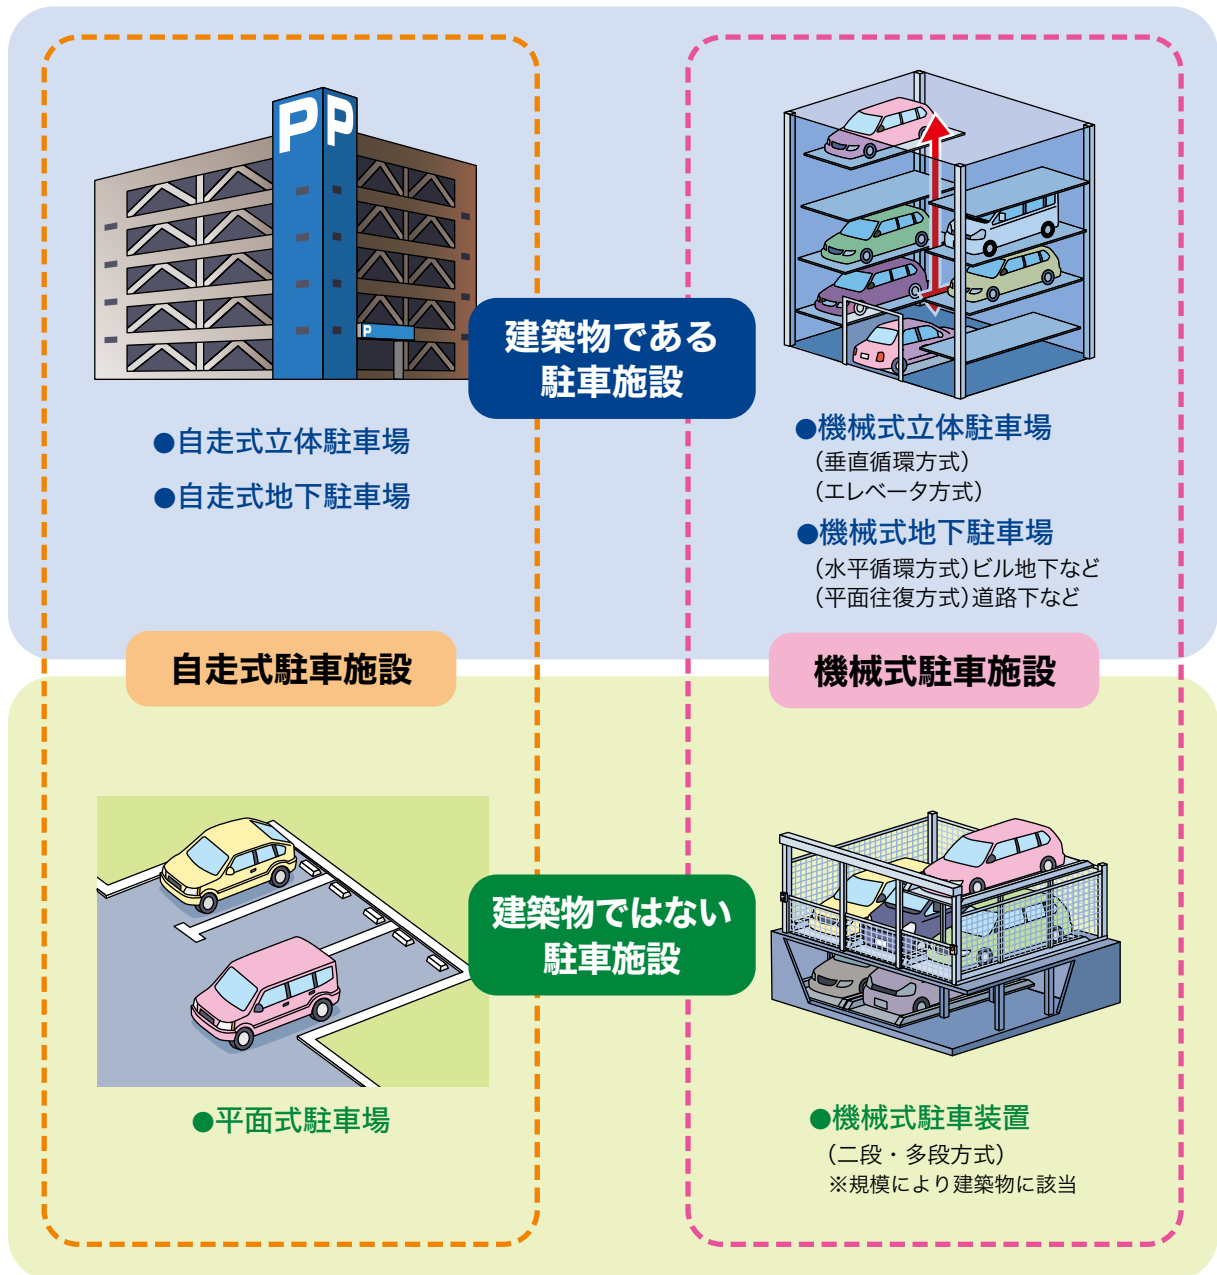 P P
P
建築物である
駐車施設
●自走式立体駐車場
●自走式地下駐車場
●機械式立体駐車場
（垂直循環方式）
（エレベータ方式）
●機械式地下駐車場
（水平循環方式）ビル地下など
（平面往復方式）道路下など
自走式駐車施設
機械式駐車施設
建築物ではない
駐車施設
●平面式駐車場
●機械式駐車装置
（二段・多段方式）
※規模により建築物に該当